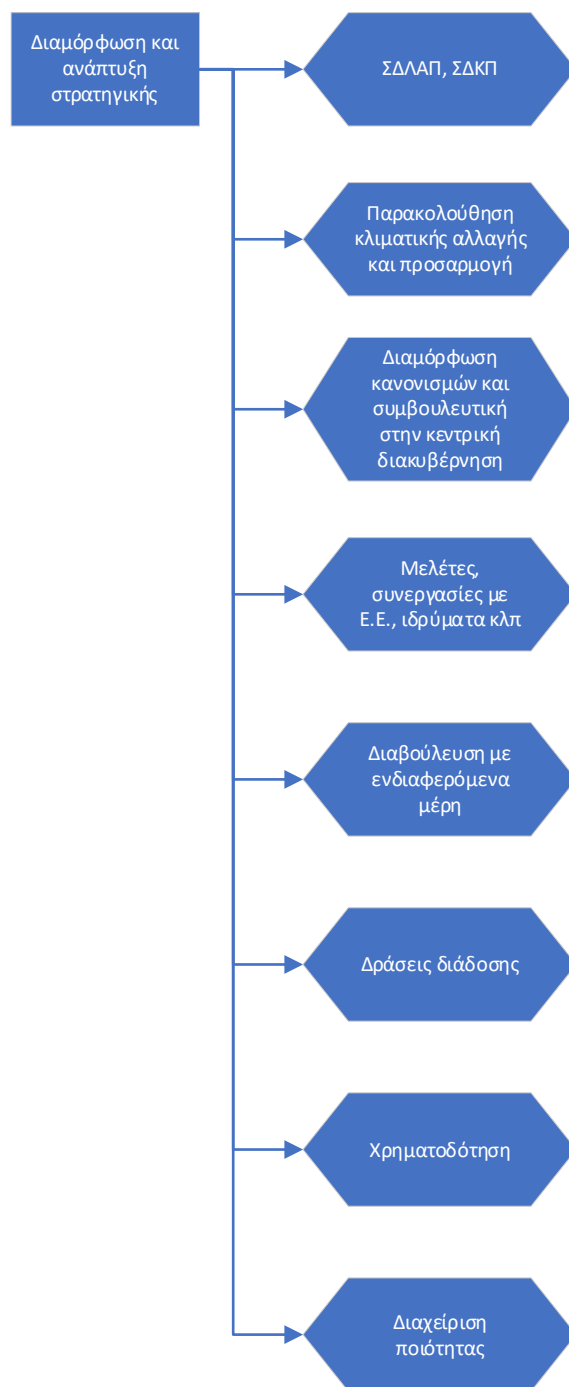 Διαμόρφωση και
ανάπτυξη
στρατηγικής
ΣΔΛΑΠ, ΣΔΚΠ
Παρακολούθηση
κλιματικής αλλαγής
και προσαρμογή
Διαμόρφωση
κανονισμών και
συμβουλευτική
στην κεντρική
διακυβέρνηση
Μελέτες,
συνεργασίες με
Ε.Ε., ιδρύματα κλπ
Διαβούλευση με
ενδιαφερόμενα
μέρη
Δράσεις διάδοσης
Χρηματοδότηση
Διαχείριση
ποιότητας